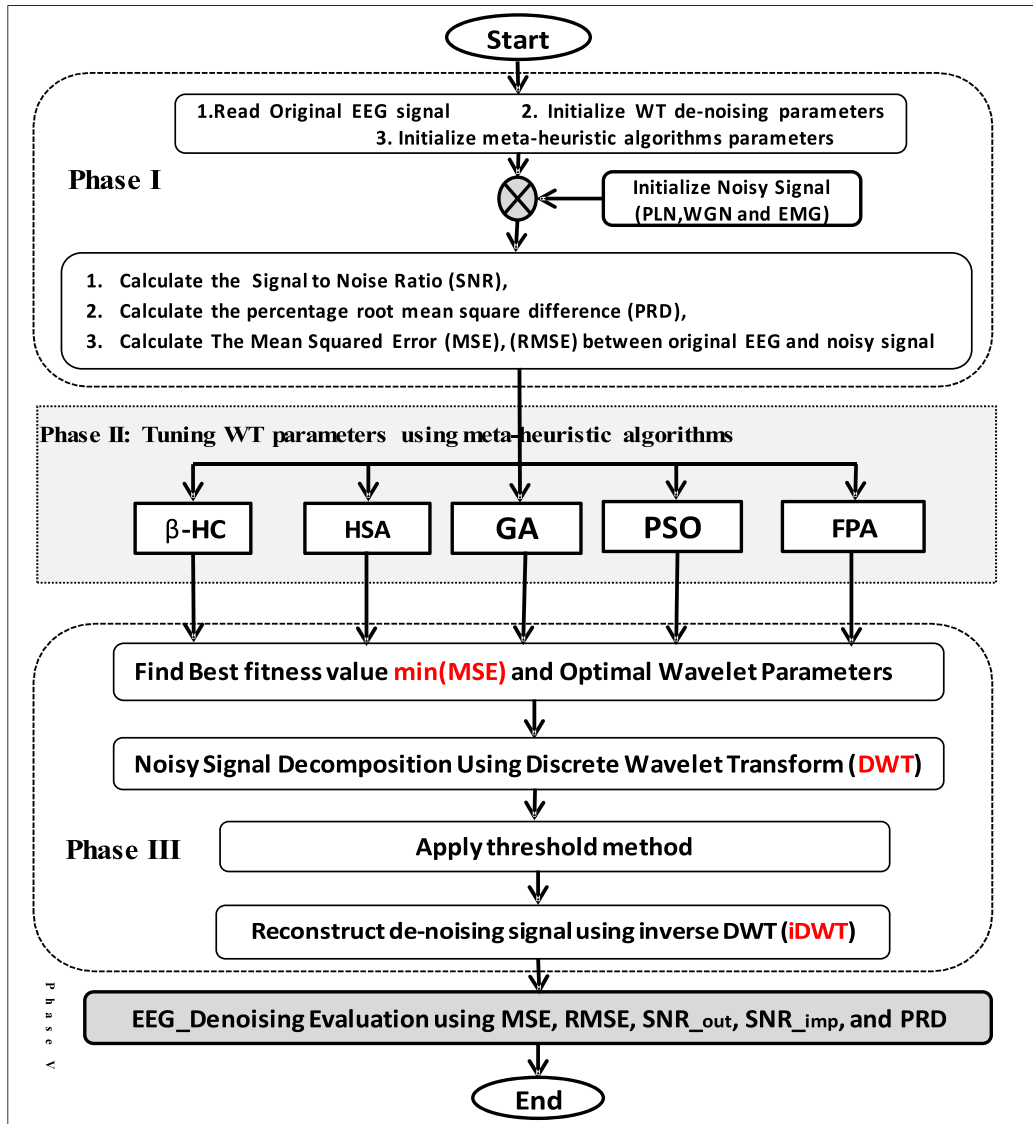 Start
1.Read Original EEG signal 2. Initialize WT de-noising parameters
3. Initialize meta-heuristic algorithms parameters
Phase I
Initialize Noisy Signal
(PLN,WGN and EMG)
1. Calculate the Signal to Noise Ratio (SNR),
2. Calculate the percentage root mean square difference (PRD),
3. Calculate The Mean Squared Error (MSE), (RMSE) between original EEG and noisy signal
Phase II: Tuning WT parameters using meta-heuristic algorithms
β-HC HSA GA PSO FPA
Find Best fitness value min(MSE) and Optimal Wavelet Parameters
Noisy Signal Decomposition Using Discrete Wavelet Transform (DWT)
Phase III
Apply threshold method
Reconstruct de-noising signal using inverse DWT (iDWT)
Phase V
EEG_Denoising Evaluation using MSE, RMSE, SNR_out, SNR_imp, and PRD
End